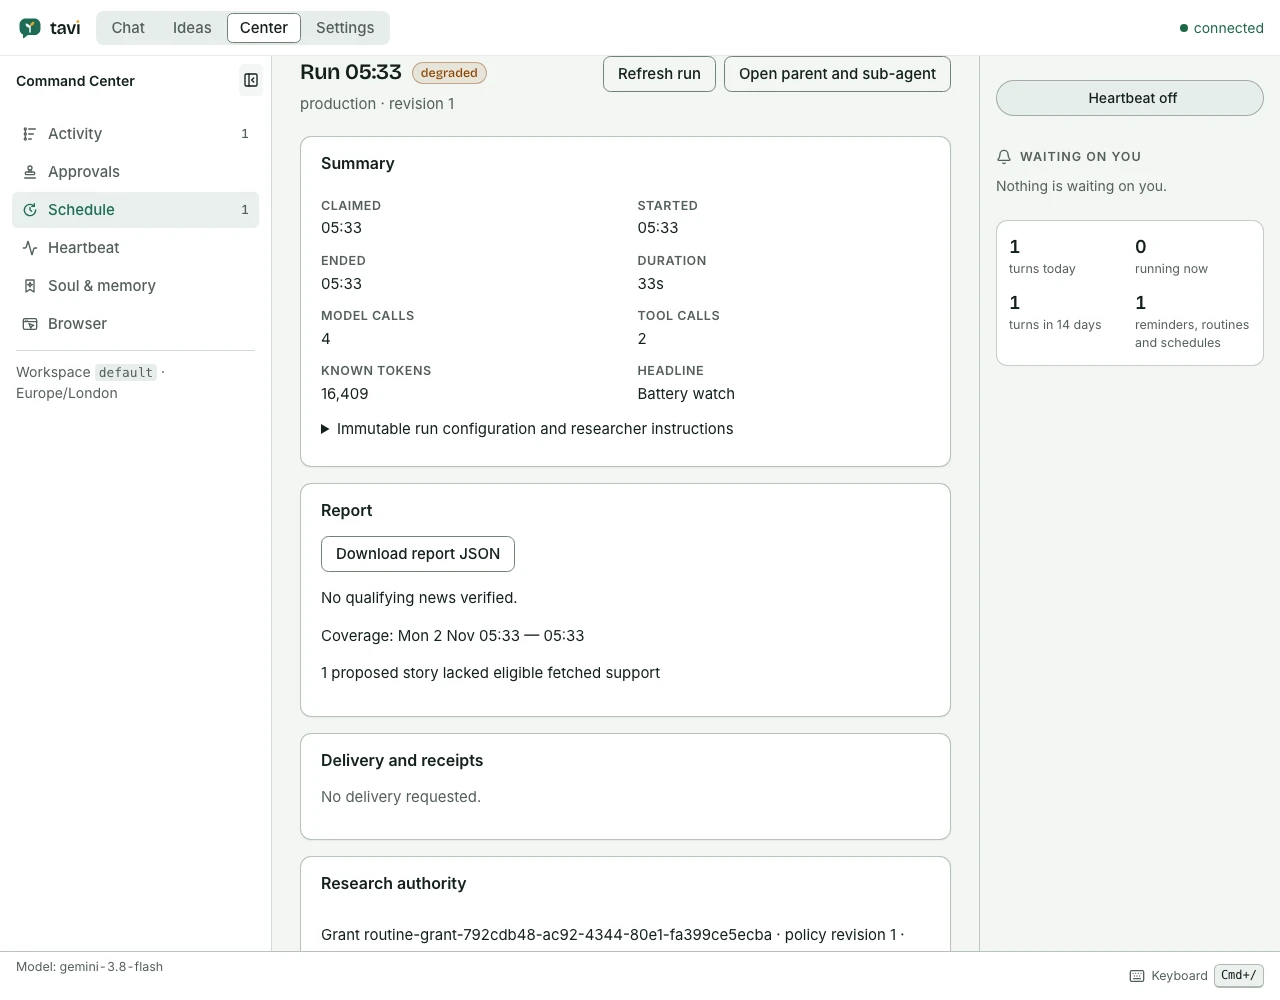 tavi
Chat
Ideas
Center
Settings
connected
Command Center
Activity 1
Approvals
Schedule 1
Heartbeat
Soul & memory
Browser
Workspace default ·
Europe/London
Run 05:33 degraded
production · revision 1
Refresh run
Open parent and sub-agent
Summary
CLAIMED
05:33
STARTED
05:33
ENDED
05:33
DURATION
33s
MODEL CALLS
4
TOOL CALLS
2
KNOWN TOKENS
16,409
HEADLINE
Battery watch
Immutable run configuration and researcher instructions
Report
Download report JSON
No qualifying news verified.
Coverage: Mon 2 Nov 05:33 — 05:33
1 proposed story lacked eligible fetched support
Delivery and receipts
No delivery requested.
Research authority
Grant routine-grant-792cdb48-ac92-4344-80e1-fa399ce5ecba · policy revision 1 ·
Heartbeat off
WAITING ON YOU
Nothing is waiting on you.
1
turns today
0
running now
1
turns in 14 days
1
reminders, routines
and schedules
Model: gemini-3.8-flash
Keyboard Cmd+/